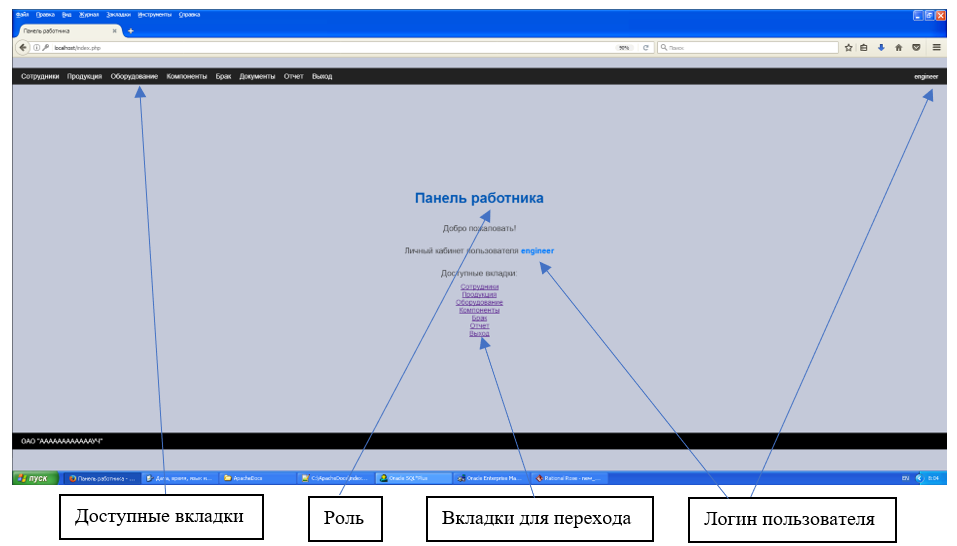 Файл Правка Вид Журнал Закладки Инструменты Справка
Панель работника × +
localhost/index.php 90% Поиск
Сотрудники Продукция Оборудование Компоненты Брак Документы Отчет Выход engineer
Панель работника
Добро пожаловать!
Личный кабинет пользователя engineer
Доступные вкладки:
Сотрудники
Продукция
Оборудование
Компоненты
Брак
Отчет
Выход
ОАО "АААААААААААAУЧ"
пуск Панель работника - ... Дата, время, язык и... ApacheDocs C:\ApacheDocs\index... Oracle SQL*Plus Oracle Enterprise Ma... Rational Rose - new_... EN
Доступные вкладки
Роль
Вкладки для перехода
Логин пользователя